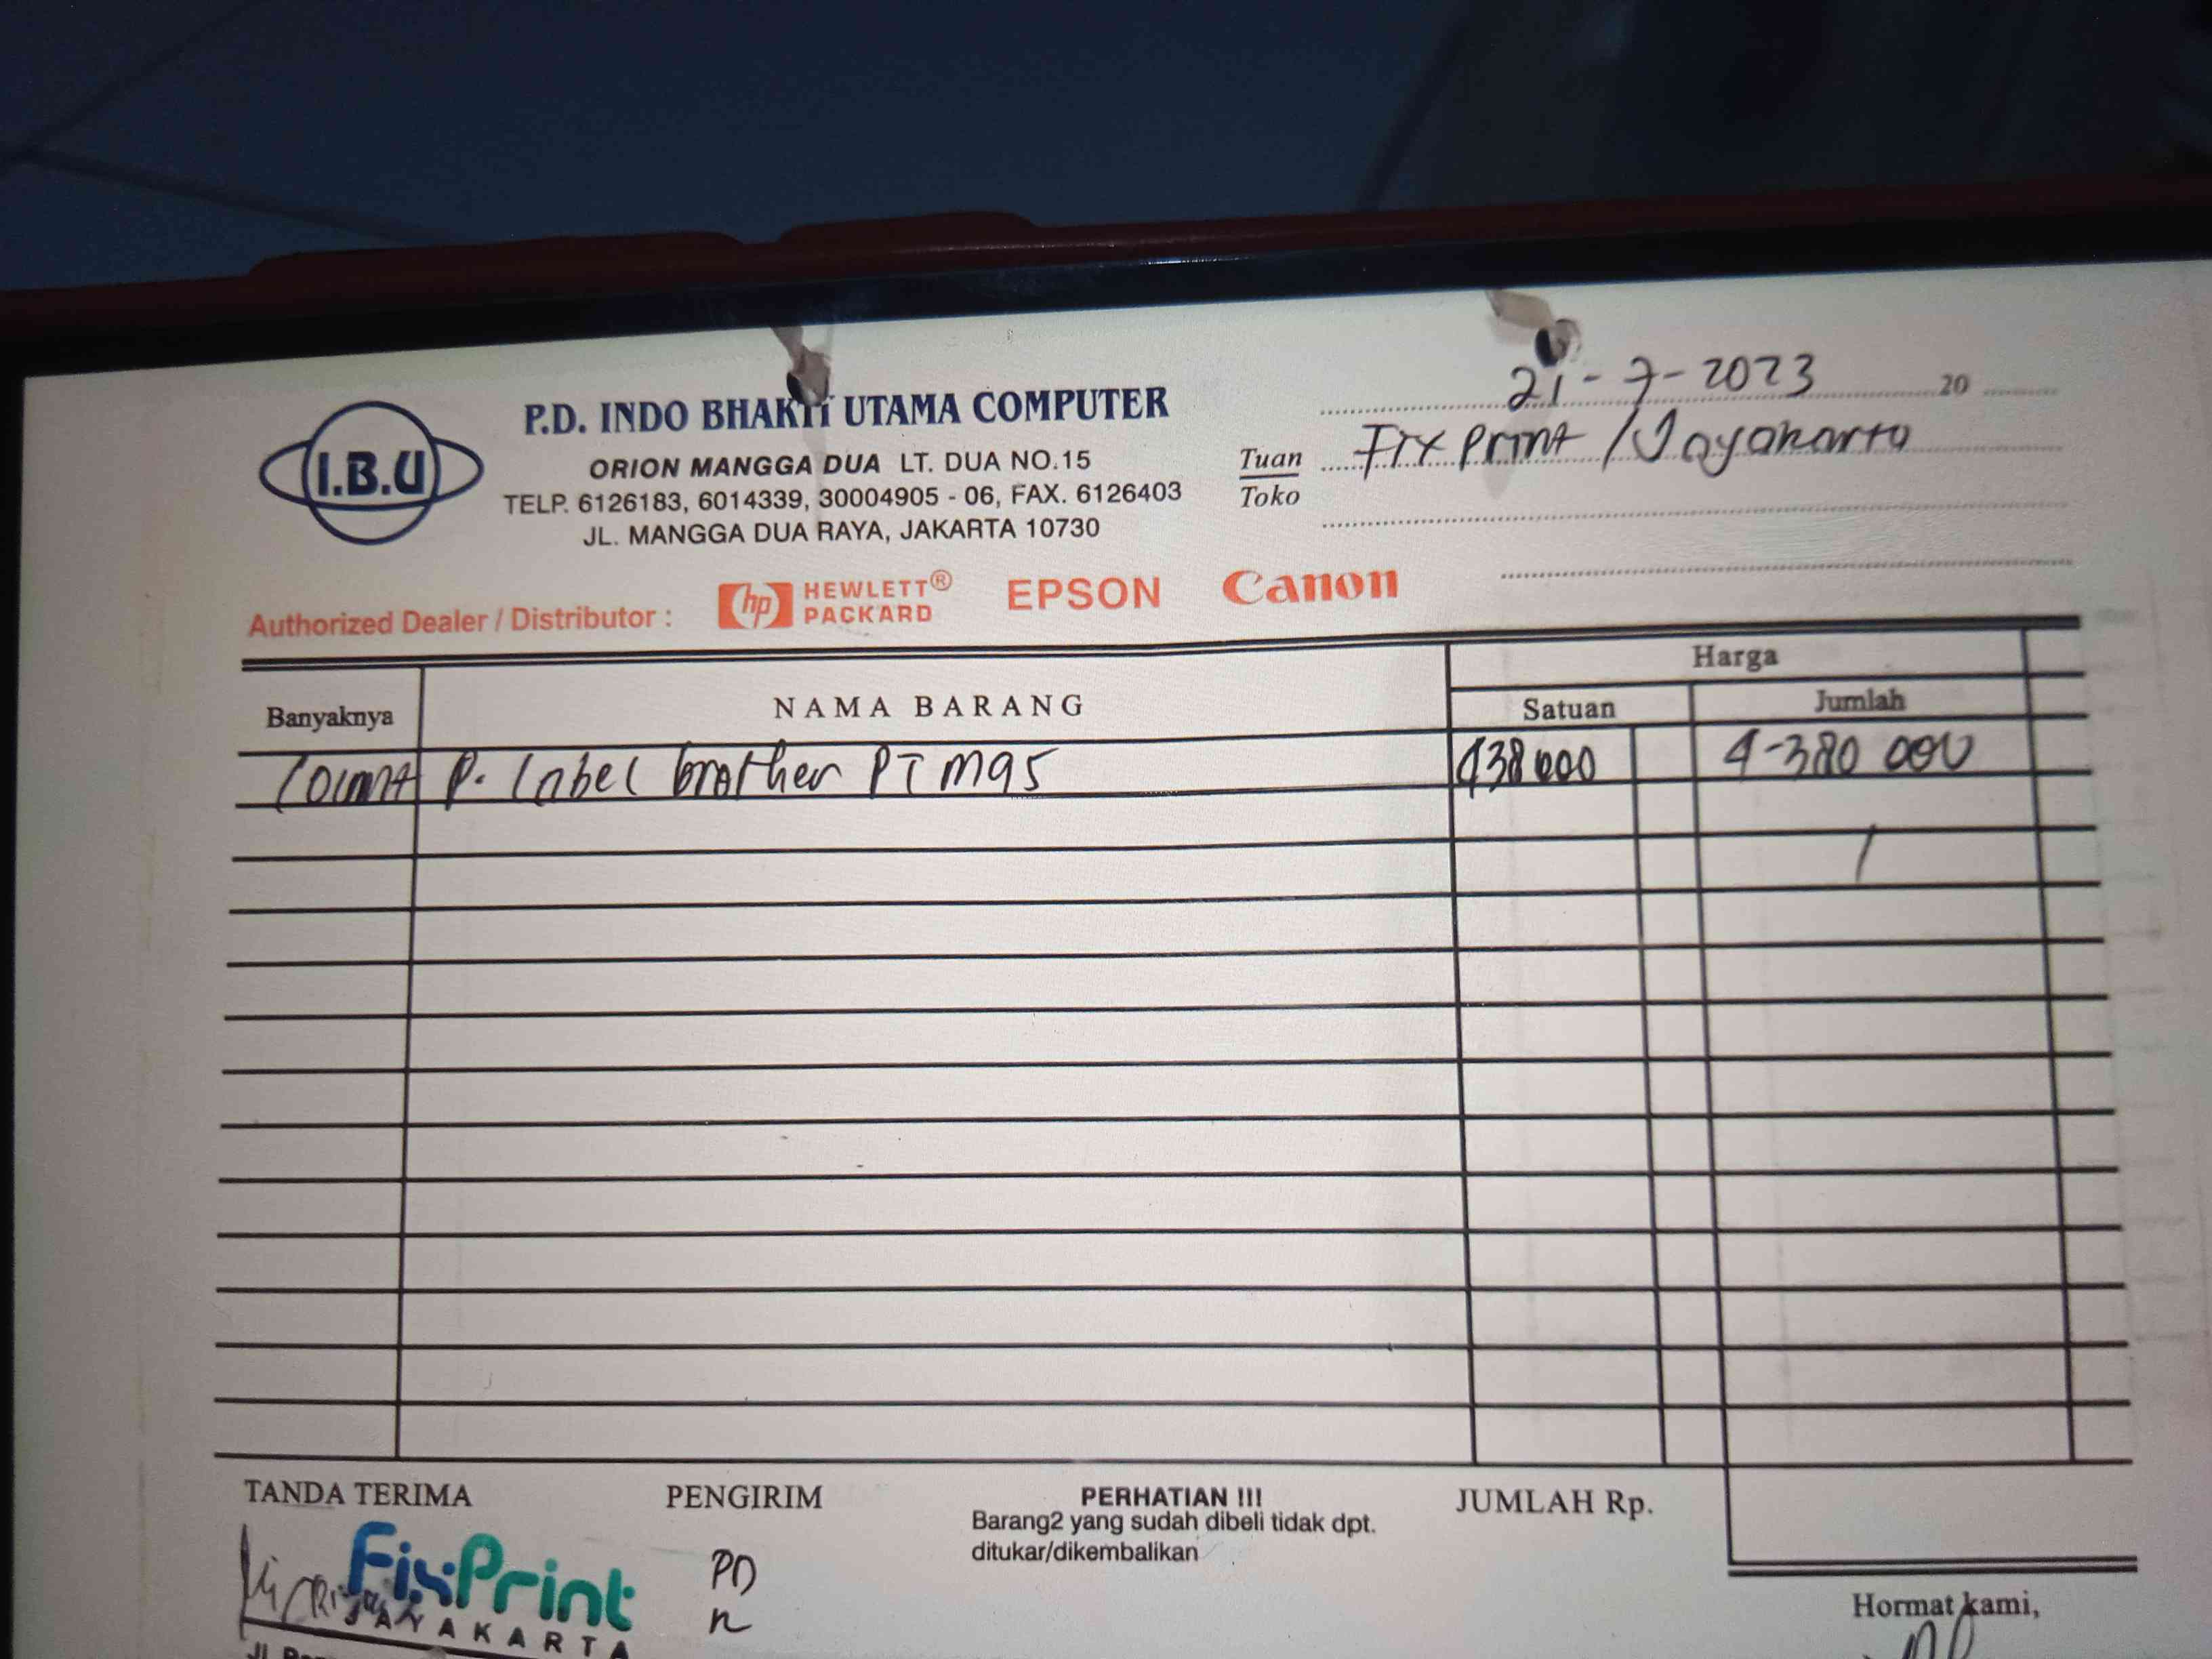 21-7-2023 20
I.B.U
P.D. INDO BHAKTI UTAMA COMPUTER
ORION MANGGA DUA LT. DUA NO.15
TELP. 6126183, 6014339, 30004905 - 06, FAX. 6126403
JL. MANGGA DUA RAYA, JAKARTA 10730
Tuan Fix Print / Jayakarta
Toko
Authorized Dealer / Distributor : hp HEWLETT® PACKARD EPSON Canon
Banyaknya NAMA BARANG Harga
Satuan Jumlah
10 P. Label brother PT M95 438 000 4-380 000
TANDA TERIMA PENGIRIM PERHATIAN !!! JUMLAH Rp.
Barang2 yang sudah dibeli tidak dpt.
ditukar/dikembalikan
FixPrint
JAYAKARTA
Hormat kami,